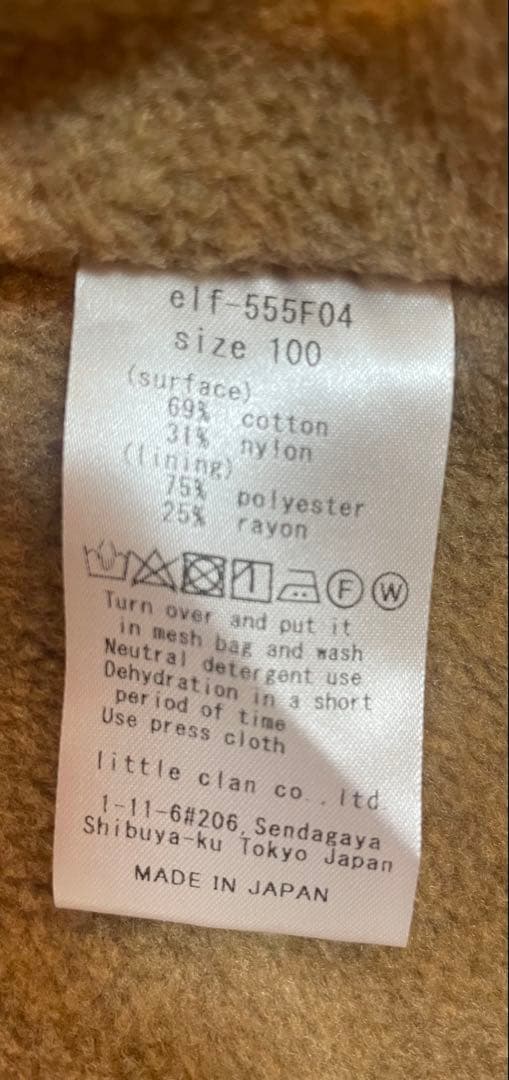 elf-555F04
size 100
(surface)
69% cotton
31% nylon
(lining)
75% polyester
25% rayon
F W
Turn over and put it
in mesh bag and wash
Neutral detergent use
Dehydration in a short
period of time
Use press cloth
little clan co.,ltd
1-11-6#206,Sendagaya
Shibuya-ku Tokyo Japan
MADE IN JAPAN